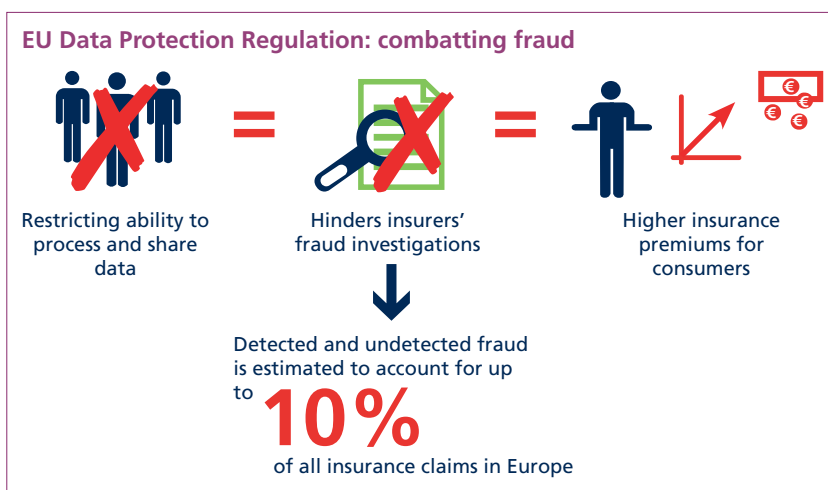 EU Data Protection Regulation: combatting fraud
=
=
€
€
€
€
Restricting ability to
process and share
data
Hinders insurers’
fraud investigations
Higher insurance
premiums for
consumers
Detected and undetected fraud
is estimated to account for up
to 10%
of all insurance claims in Europe